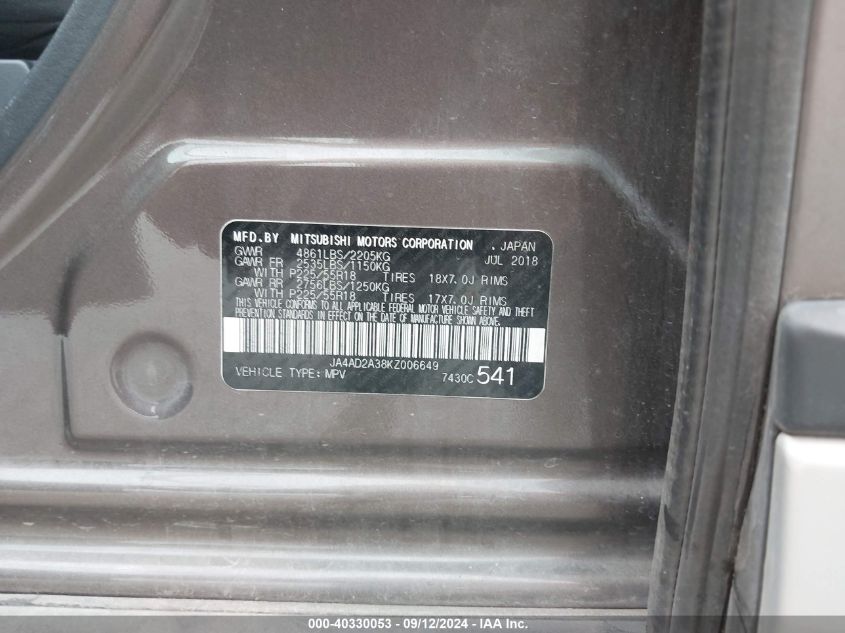 MFD.BY MITSUBISHI MOTORS CORPORATION , JAPAN
GVWR 4861LBS/2205KG JUL 2018
GAWR FR 2535LBS/1150KG
WITH P225/55R18 TIRES 18X7.0J RIMS
GAWR RR 2756LBS/1250KG
WITH P225/55R18 TIRES 17X7.0J RIMS
THIS VEHICLE CONFORMS TO ALL APPLICABLE FEDERAL MOTOR VEHICLE SAFETY AND THEFT
PREVENTION STANDARDS IN EFFECT ON THE DATE OF MANUFACTURE SHOWN ABOVE.
JA4AD2A38KZ006649
VEHICLE TYPE: MPV 7430C 541
000-40330053 - 09/12/2024 - © IAA Inc.